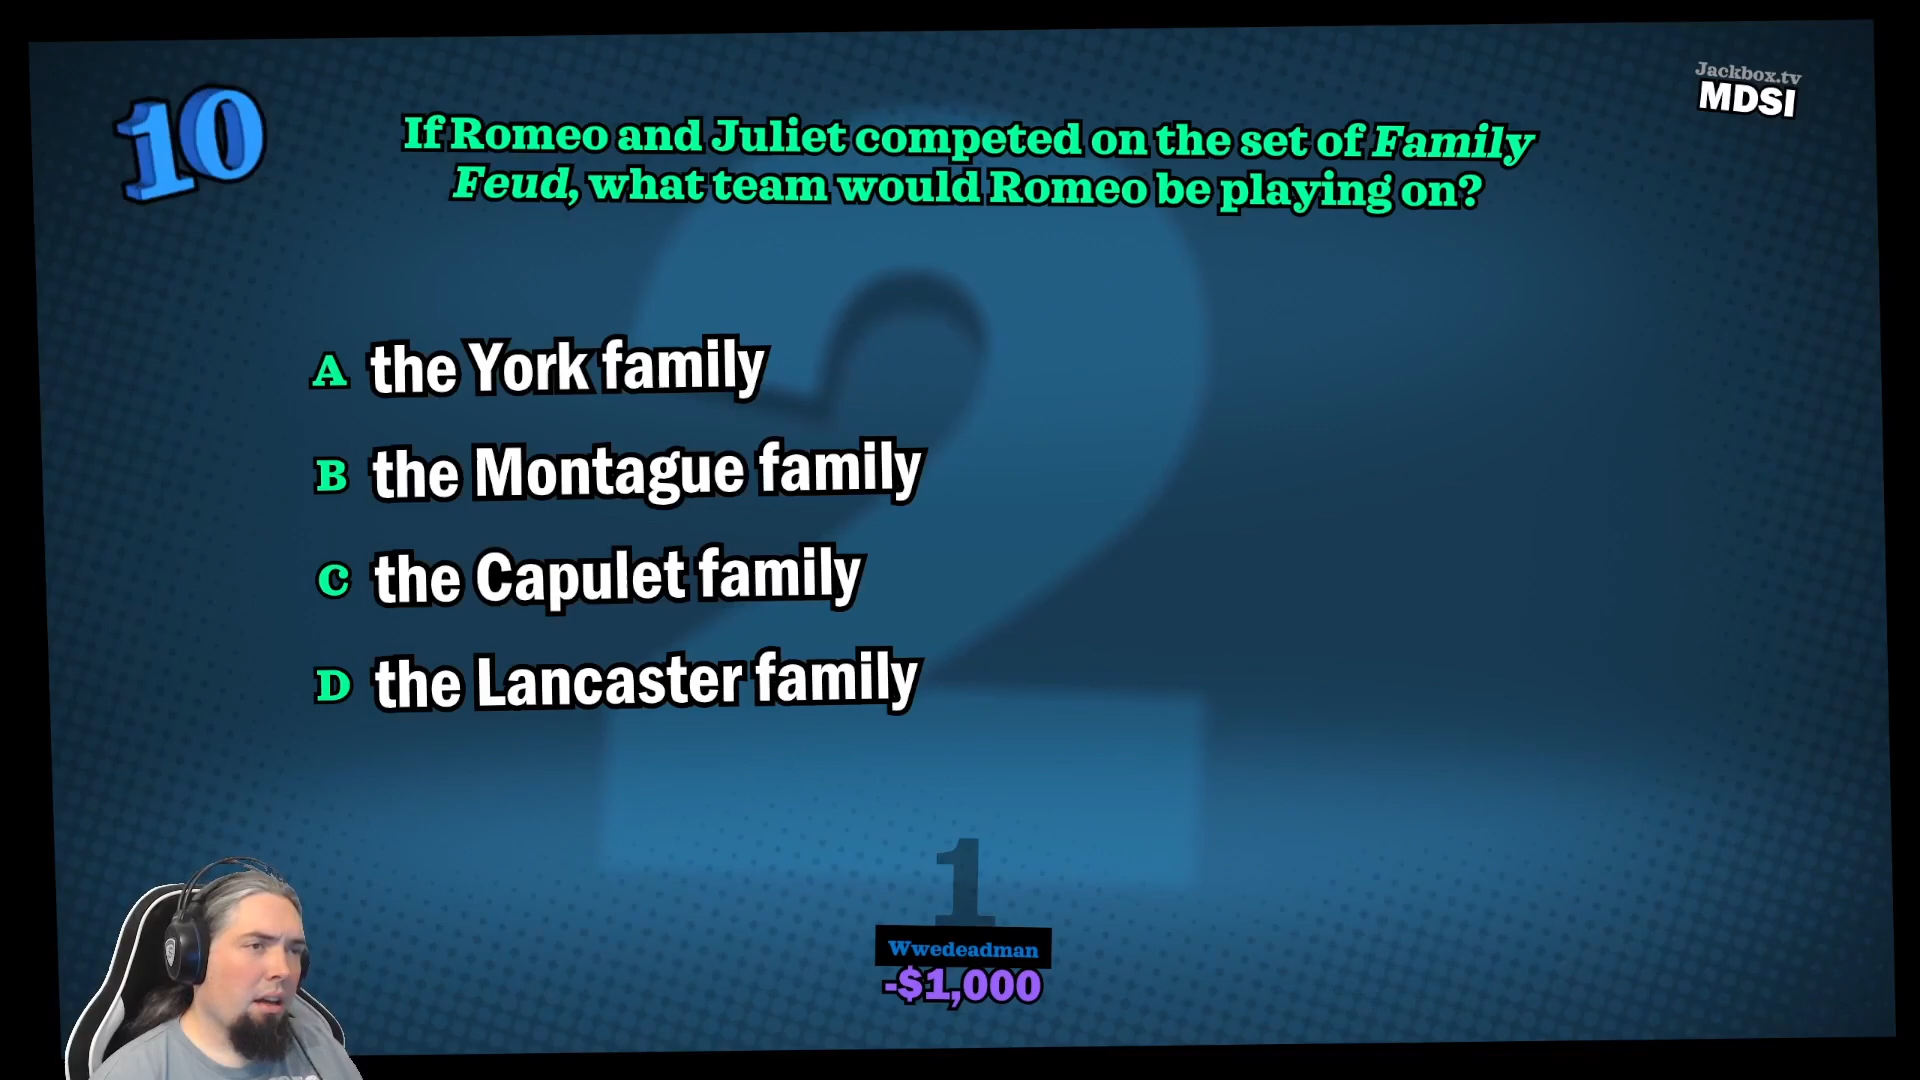 10
Jackbox.tv
MDSI
If Romeo and Juliet competed on the set of Family
Feud, what team would Romeo be playing on?
A the York family
B the Montague family
C the Capulet family
D the Lancaster family
2
1
Wwedeadman
-$1,000